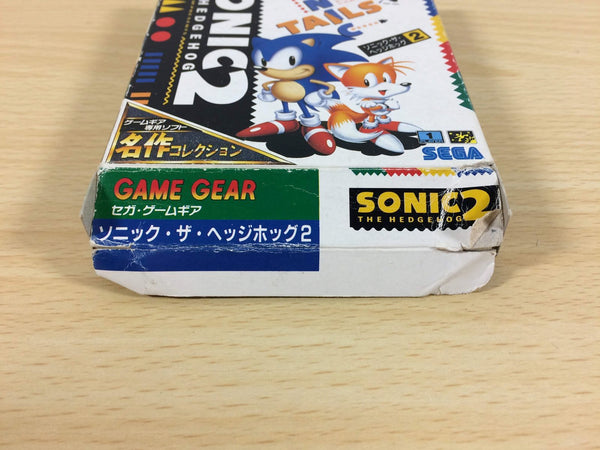 SONIC 2
HEDGEHOG
TAILS
ソニック・ザ・
ヘッジホッグ 2
SEGA
ゲームギア
専用ソフト
名作コレクション
GAME GEAR
セガ・ゲームギア
ソニック・ザ・ヘッジホッグ2
SONIC 2
THE HEDGEHOG